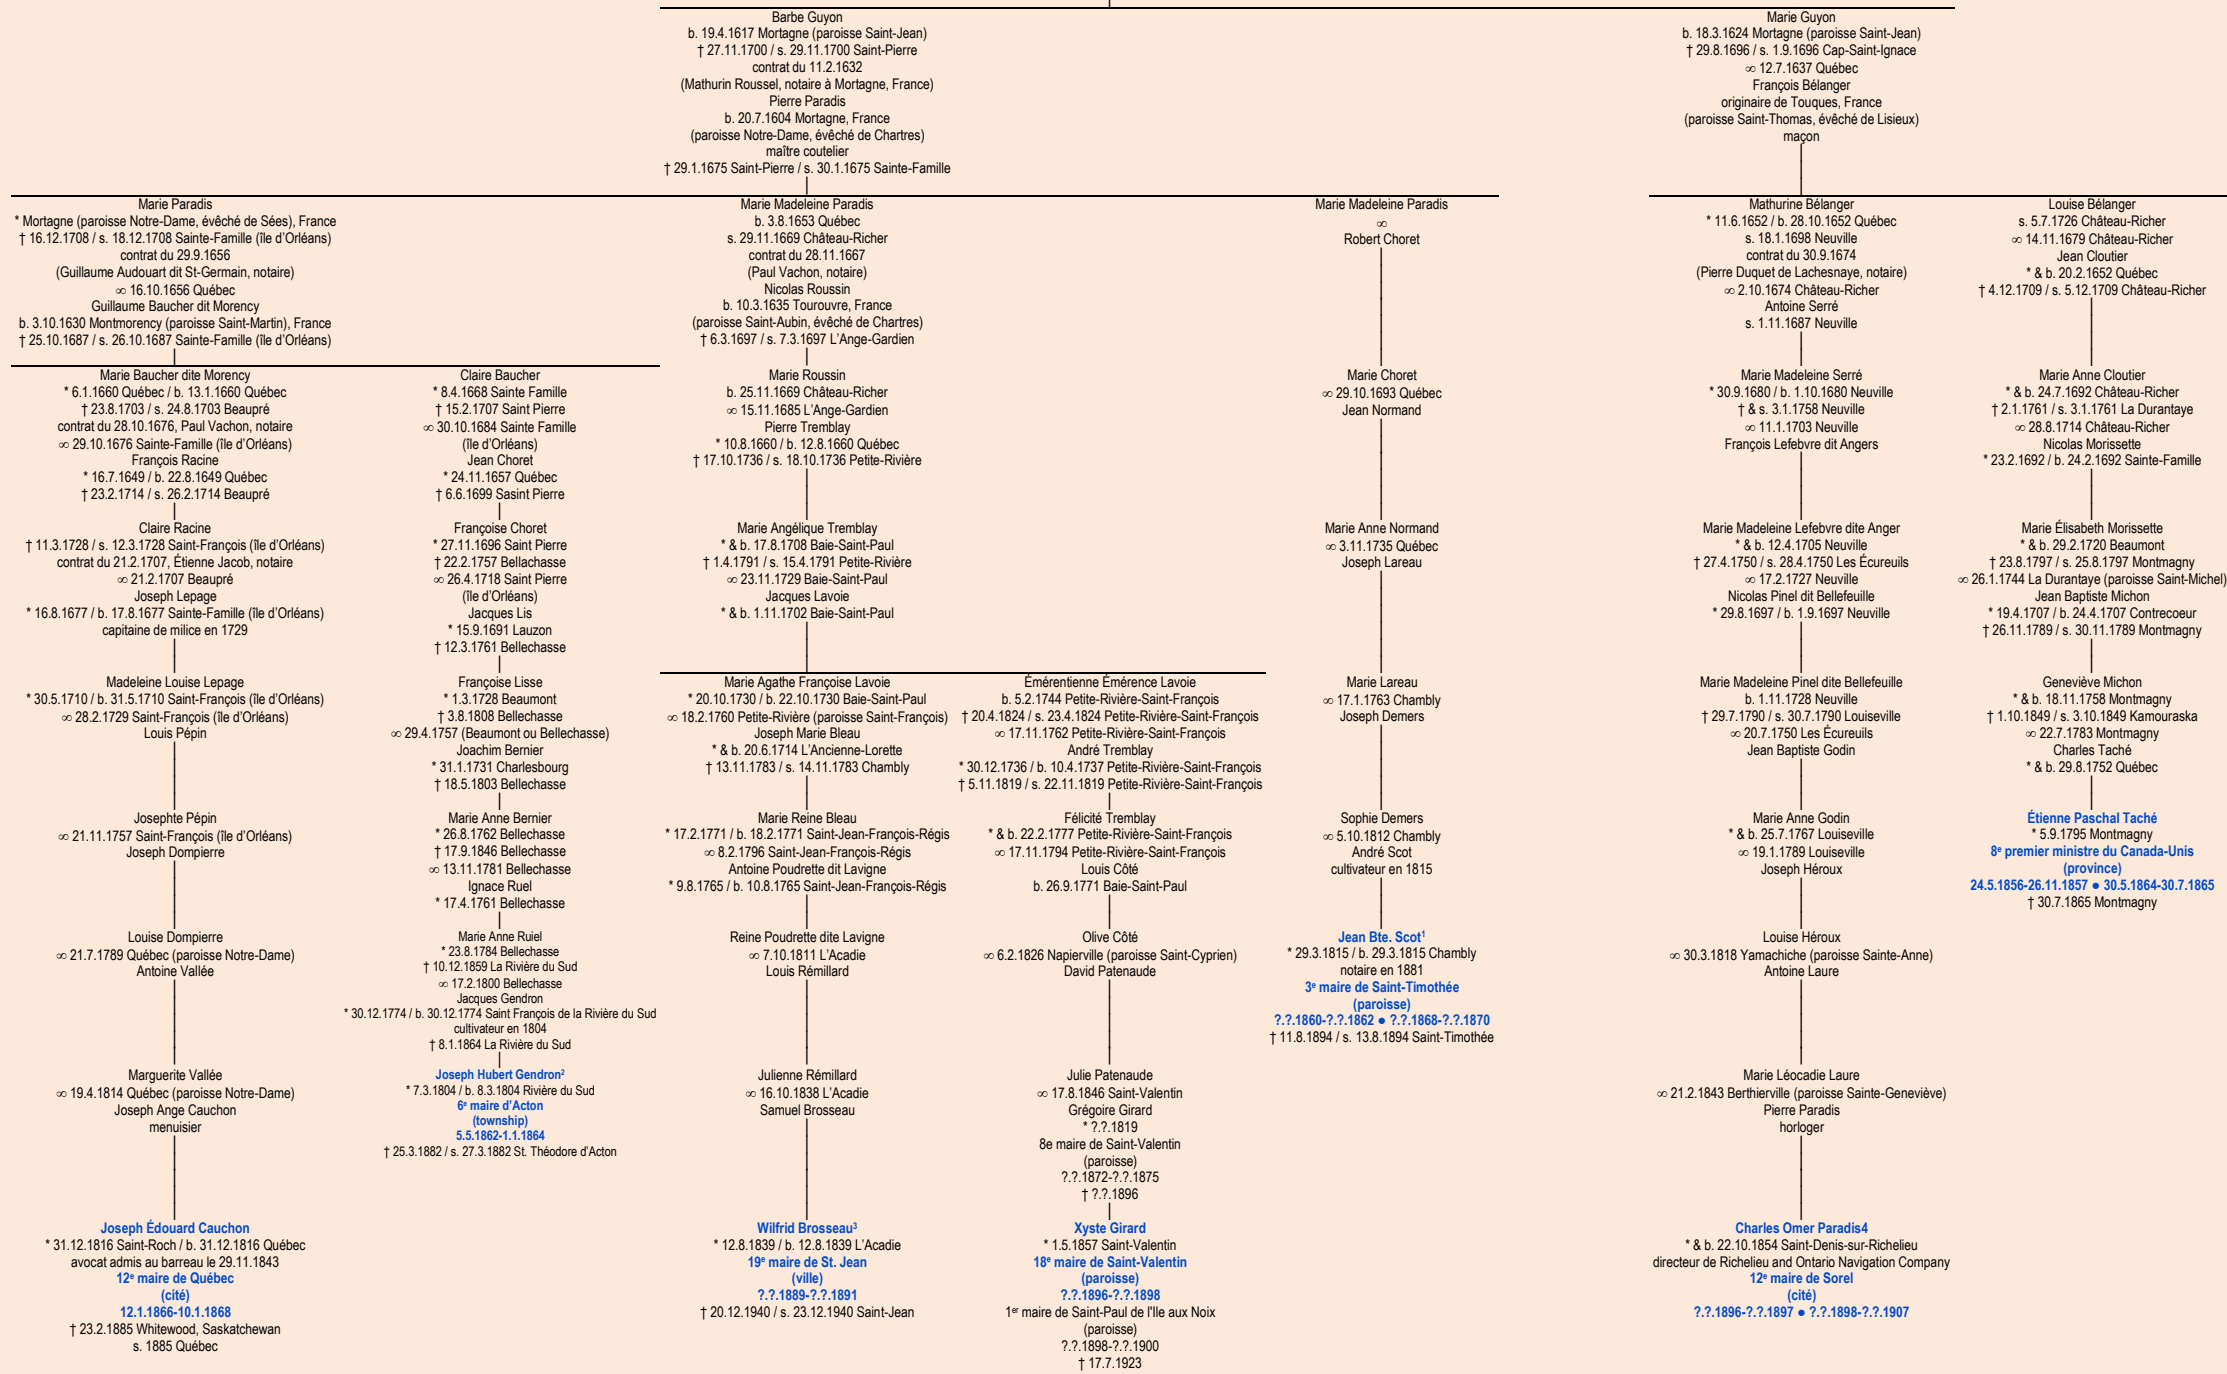 Barbe Guyon
b. 19.4.1617 Mortagne (paroisse Saint-Jean)
† 27.11.1700 / s. 29.11.1700 Saint-Pierre
contrat du 11.2.1632
(Mathurin Roussel, notaire à Mortagne, France)
Pierre Paradis
b. 20.7.1604 Mortagne, France
(paroisse Notre-Dame, évêché de Chartres)
maître coutelier
† 29.1.1675 Saint-Pierre / s. 30.1.1675 Sainte-Famille
Marie Guyon
b. 18.3.1624 Mortagne (paroisse Saint-Jean)
† 29.8.1696 / s. 1.9.1696 Cap-Saint-Ignace
∞ 12.7.1637 Québec
François Bélanger
originaire de Touques, France
(paroisse Saint-Thomas, évêché de Lisieux)
maçon
Marie Paradis
* Mortagne (paroisse Notre-Dame, évêché de Sées), France
† 16.12.1708 / s. 18.12.1708 Sainte-Famille (île d'Orléans)
contrat du 29.9.1656
(Guillaume Audouart dit St-Germain, notaire)
∞ 16.10.1656 Québec
Guillaume Baucher dit Morency
b. 3.10.1630 Montmorency (paroisse Saint-Martin), France
† 25.10.1687 / s. 26.10.1687 Sainte-Famille (île d'Orléans)
Marie Madeleine Paradis
b. 3.8.1653 Québec
s. 29.11.1669 Château-Richer
contrat du 28.11.1667
(Paul Vachon, notaire)
Nicolas Roussin
b. 10.3.1635 Tourouvre, France
(paroisse Saint-Aubin, évêché de Chartres)
† 6.3.1697 / s. 7.3.1697 L'Ange-Gardien
Marie Madeleine Paradis
∞
Robert Choret
Mathurine Bélanger
* 11.6.1652 / b. 28.10.1652 Québec
s. 18.1.1698 Neuville
contrat du 30.9.1674
(Pierre Duquet de Lachesnaye, notaire)
∞ 2.10.1674 Château-Richer
Antoine Serré
s. 1.11.1687 Neuville
Louise Bélanger
s. 5.7.1726 Château-Richer
∞ 14.11.1679 Château-Richer
Jean Cloutier
* & b. 20.2.1652 Québec
† 4.12.1709 / s. 5.12.1709 Château-Richer
Marie Baucher dite Morency
* 6.1.1660 Québec / b. 13.1.1660 Québec
† 23.8.1703 / s. 24.8.1703 Beaupré
contrat du 28.10.1676, Paul Vachon, notaire
∞ 29.10.1676 Sainte-Famille (île d'Orléans)
François Racine
* 16.7.1649 / b. 22.8.1649 Québec
† 23.2.1714 / s. 26.2.1714 Beaupré
Claire Baucher
* 8.4.1668 Sainte Famille
† 15.2.1707 Saint Pierre
∞ 30.10.1684 Sainte Famille
(île d'Orléans)
Jean Choret
* 24.11.1657 Québec
† 6.6.1699 Sasint Pierre
Marie Roussin
b. 25.11.1669 Château-Richer
∞ 15.11.1685 L'Ange-Gardien
Pierre Tremblay
* 10.8.1660 / b. 12.8.1660 Québec
† 17.10.1736 / s. 18.10.1736 Petite-Rivière
Marie Choret
∞ 29.10.1693 Québec
Jean Normand
Marie Madeleine Serré
* 30.9.1680 / b. 1.10.1680 Neuville
† & s. 3.1.1758 Neuville
∞ 11.1.1703 Neuville
François Lefebvre dit Angers
Marie Anne Cloutier
* & b. 24.7.1692 Château-Richer
† 2.1.1761 / s. 3.1.1761 La Durantaye
∞ 28.8.1714 Château-Richer
Nicolas Morissette
* 23.2.1692 / b. 24.2.1692 Sainte-Famille
Claire Racine
† 11.3.1728 / s. 12.3.1728 Saint-François (île d'Orléans)
contrat du 21.2.1707, Étienne Jacob, notaire
∞ 21.2.1707 Beaupré
Joseph Lepage
* 16.8.1677 / b. 17.8.1677 Sainte-Famille (île d'Orléans)
capitaine de milice en 1729
Françoise Choret
* 27.11.1696 Saint Pierre
† 22.2.1757 Bellachasse
∞ 26.4.1718 Saint Pierre
(île d'Orléans)
Jacques Lis
* 15.9.1691 Lauzon
† 12.3.1761 Bellechasse
Marie Angélique Tremblay
* & b. 17.8.1708 Baie-Saint-Paul
† 1.4.1791 / s. 15.4.1791 Petite-Rivière
∞ 23.11.1729 Baie-Saint-Paul
Jacques Lavoie
* & b. 1.11.1702 Baie-Saint-Paul
Marie Anne Normand
∞ 3.11.1735 Québec
Joseph Lareau
Marie Madeleine Lefebvre dite Anger
* & b. 12.4.1705 Neuville
† 27.4.1750 / s. 28.4.1750 Les Écureuils
∞ 17.2.1727 Neuville
Nicolas Pinel dit Bellefeuille
* 29.8.1697 / b. 1.9.1697 Neuville
Marie Élisabeth Morissette
* & b. 29.2.1720 Beaumont
† 23.8.1797 / s. 25.8.1797 Montmagny
∞ 26.1.1744 La Durantaye (paroisse Saint-Michel)
Jean Baptiste Michon
* 19.4.1707 / b. 24.4.1707 Contrecoeur
† 26.11.1789 / s. 30.11.1789 Montmagny
Madeleine Louise Lepage
* 30.5.1710 / b. 31.5.1710 Saint-François (île d'Orléans)
∞ 28.2.1729 Saint-François (île d'Orléans)
Louis Pépin
Françoise Lisse
* 1.3.1728 Beaumont
† 3.8.1808 Bellechasse
∞ 29.4.1757 (Beaumont ou Bellechasse)
Joachim Bernier
* 31.1.1731 Charlesbourg
† 18.5.1803 Bellechasse
Marie Agathe Françoise Lavoie
* 20.10.1730 / b. 22.10.1730 Baie-Saint-Paul
∞ 18.2.1760 Petite-Rivière (paroisse Saint-François)
Joseph Marie Bleau
* & b. 20.6.1714 L'Ancienne-Lorette
† 13.11.1783 / s. 14.11.1783 Chambly
Émérentienne Émérence Lavoie
b. 5.2.1744 Petite-Rivière-Saint-François
† 20.4.1824 / s. 23.4.1824 Petite-Rivière-Saint-François
∞ 17.11.1762 Petite-Rivière-Saint-François
André Tremblay
* 30.12.1736 / b. 10.4.1737 Petite-Rivière-Saint-François
† 5.11.1819 / s. 22.11.1819 Petite-Rivière-Saint-François
Marie Lareau
∞ 17.1.1763 Chambly
Joseph Demers
Marie Madeleine Pinel dite Bellefeuille
b. 1.11.1728 Neuville
† 29.7.1790 / s. 30.7.1790 Louiseville
∞ 20.7.1750 Les Écureuils
Jean Baptiste Godin
Geneviève Michon
* & b. 18.11.1758 Montmagny
† 1.10.1849 / s. 3.10.1849 Kamouraska
∞ 22.7.1783 Montmagny
Charles Taché
* & b. 29.8.1752 Québec
Josephte Pépin
∞ 21.11.1757 Saint-François (île d'Orléans)
Joseph Dompierre
Marie Anne Bernier
* 26.8.1762 Bellechasse
† 17.9.1846 Bellechasse
∞ 13.11.1781 Bellechasse
Ignace Ruel
* 17.4.1761 Bellechasse
Marie Reine Bleau
* 17.2.1771 / b. 18.2.1771 Saint-Jean-François-Régis
∞ 8.2.1796 Saint-Jean-François-Régis
Antoine Poudrette dit Lavigne
* 9.8.1765 / b. 10.8.1765 Saint-Jean-François-Régis
Félicité Tremblay
* & b. 22.2.1777 Petite-Rivière-Saint-François
∞ 17.11.1794 Petite-Rivière-Saint-François
Louis Côté
b. 26.9.1771 Baie-Saint-Paul
Sophie Demers
∞ 5.10.1812 Chambly
André Scot
cultivateur en 1815
Marie Anne Godin
* & b. 25.7.1767 Louiseville
∞ 19.1.1789 Louiseville
Joseph Héroux
Étienne Paschal Taché
* 5.9.1795 Montmagny
8e premier ministre du Canada-Unis
(province)
24.5.1856-26.11.1857 ● 30.5.1864-30.7.1865
† 30.7.1865 Montmagny
Louise Dompierre
∞ 21.7.1789 Québec (paroisse Notre-Dame)
Antoine Vallée
Marie Anne Ruiel
* 23.8.1784 Bellechasse
† 10.12.1859 La Rivière du Sud
∞ 17.2.1800 Bellechasse
Jacques Gendron
* 30.12.1774 / b. 30.12.1774 Saint François de la Rivière du Sud
cultivateur en 1804
† 8.1.1864 La Rivière du Sud
Reine Poudrette dite Lavigne
∞ 7.10.1811 L'Acadie
Louis Rémillard
Olive Côté
∞ 6.2.1826 Napierville (paroisse Saint-Cyprien)
David Patenaude
Jean Bte. Scot1
* 29.3.1815 / b. 29.3.1815 Chambly
notaire en 1881
3e maire de Saint-Timothée
(paroisse)
?.?.1860-?.?.1862 ● ?.?.1868-?.?.1870
† 11.8.1894 / s. 13.8.1894 Saint-Timothée
Louise Héroux
∞ 30.3.1818 Yamachiche (paroisse Sainte-Anne)
Antoine Laure
Marguerite Vallée
∞ 19.4.1814 Québec (paroisse Notre-Dame)
Joseph Ange Cauchon
menuisier
Joseph Hubert Gendron2
* 7.3.1804 / b. 8.3.1804 Rivière du Sud
6e maire d'Acton
(township)
5.5.1862-1.1.1864
† 25.3.1882 / s. 27.3.1882 St. Théodore d'Acton
Julienne Rémillard
∞ 16.10.1838 L'Acadie
Samuel Brosseau
Julie Patenaude
∞ 17.8.1846 Saint-Valentin
Grégoire Girard
* ?.?.1819
8e maire de Saint-Valentin
(paroisse)
?.?.1872-?.?.1875
† ?.?.1896
Marie Léocadie Laure
∞ 21.2.1843 Berthierville (paroisse Sainte-Geneviève)
Pierre Paradis
horloger
Joseph Édouard Cauchon
* 31.12.1816 Saint-Roch / b. 31.12.1816 Québec
avocat admis au barreau le 29.11.1843
12e maire de Québec
(cité)
12.1.1866-10.1.1868
† 23.2.1885 Whitewood, Saskatchewan
s. 1885 Québec
Wilfrid Brosseau3
* 12.8.1839 / b. 12.8.1839 L'Acadie
19e maire de St. Jean
(ville)
?.?.1889-?.?.1891
† 20.12.1940 / s. 23.12.1940 Saint-Jean
Xyste Girard
* 1.5.1857 Saint-Valentin
18e maire de Saint-Valentin
(paroisse)
?.?.1896-?.?.1898
1er maire de Saint-Paul de l'Ile aux Noix
(paroisse)
?.?.1898-?.?.1900
† 17.7.1923
Charles Omer Paradis4
* & b. 22.10.1854 Saint-Denis-sur-Richelieu
directeur de Richelieu and Ontario Navigation Company
12e maire de Sorel
(cité)
?.?.1896-?.?.1897 ● ?.?.1898-?.?.1907